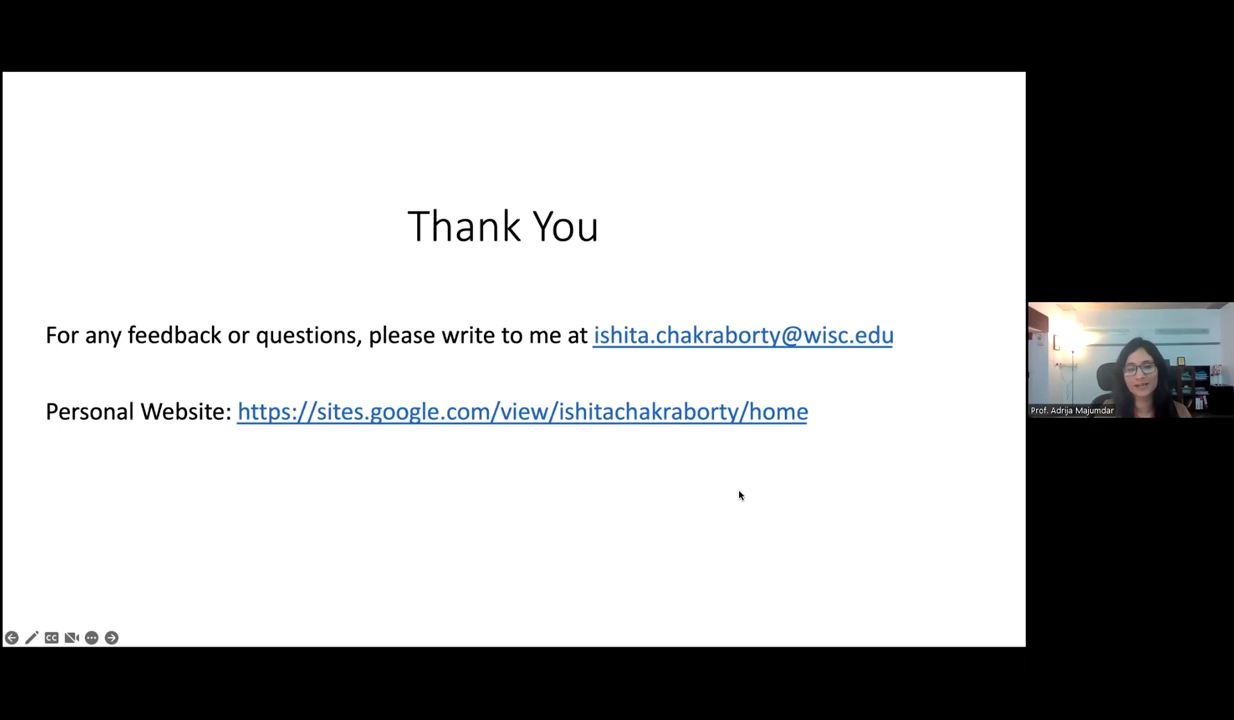 Thank You
For any feedback or questions, please write to me at ishita.chakraborty@wisc.edu
Personal Website: https://sites.google.com/view/ishitachakraborty/home
Prof. Adrija Majumdar
CC